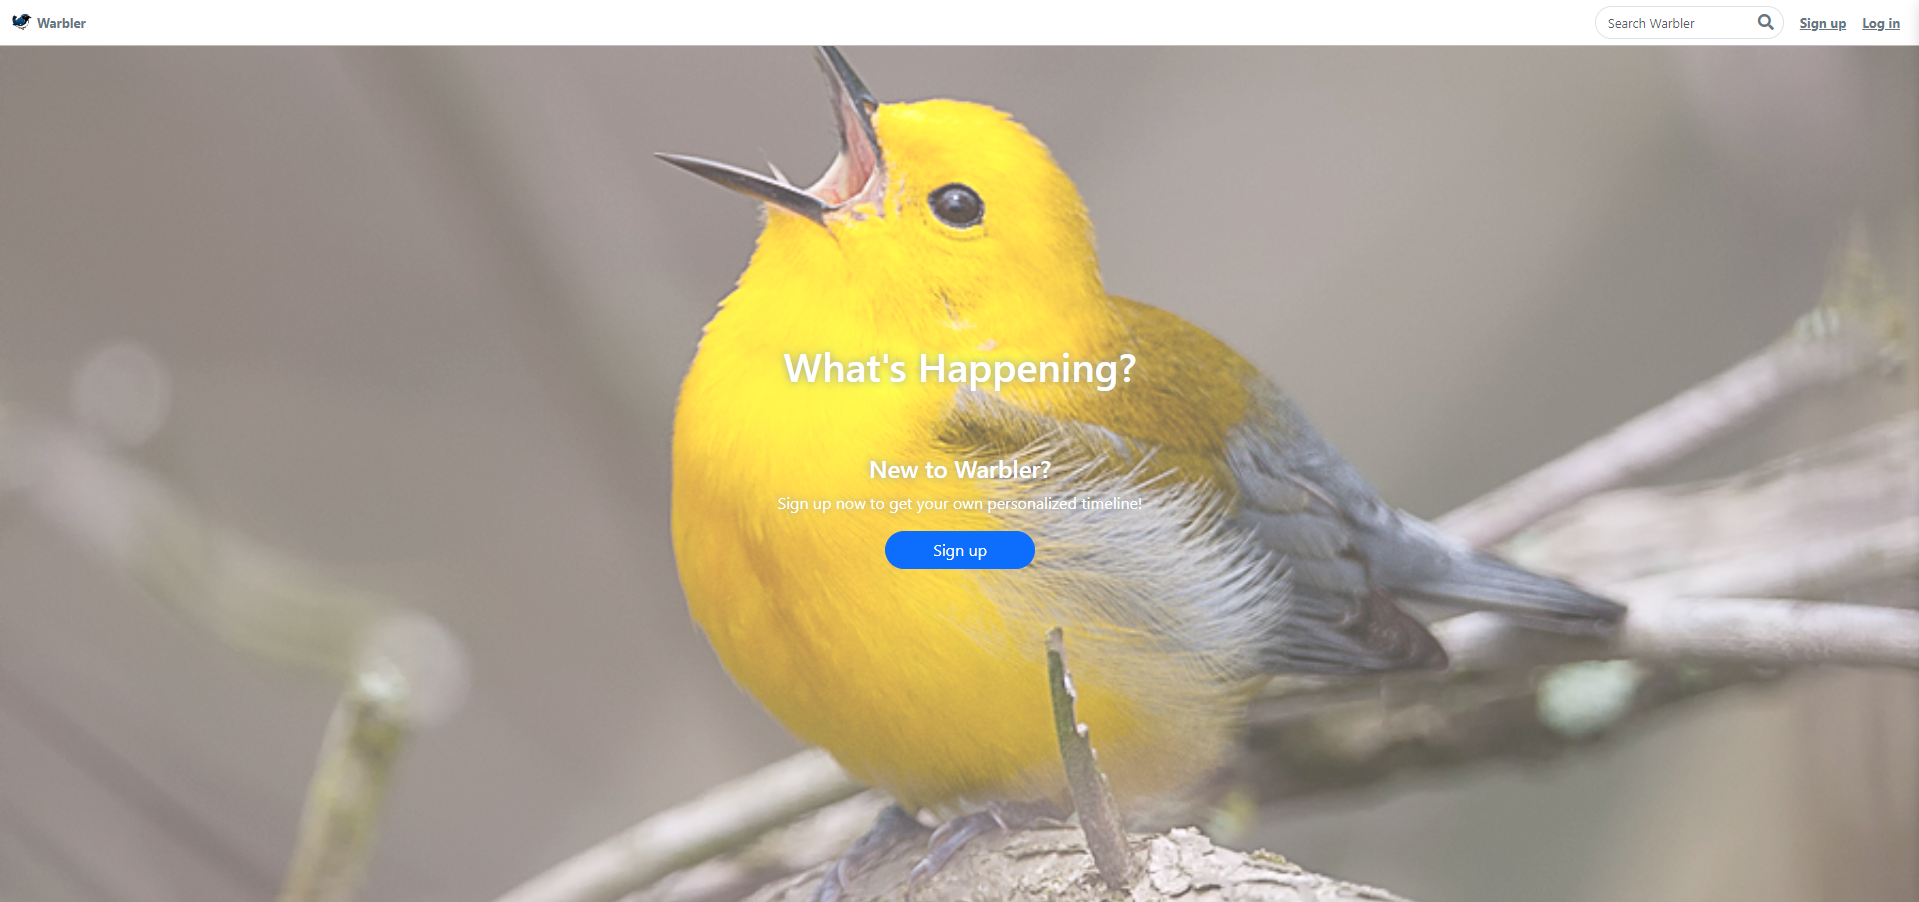 Warbler
Search Warbler
Sign up
Log in
What's Happening?
New to Warbler?
Sign up now to get your own personalized timeline!
Sign up